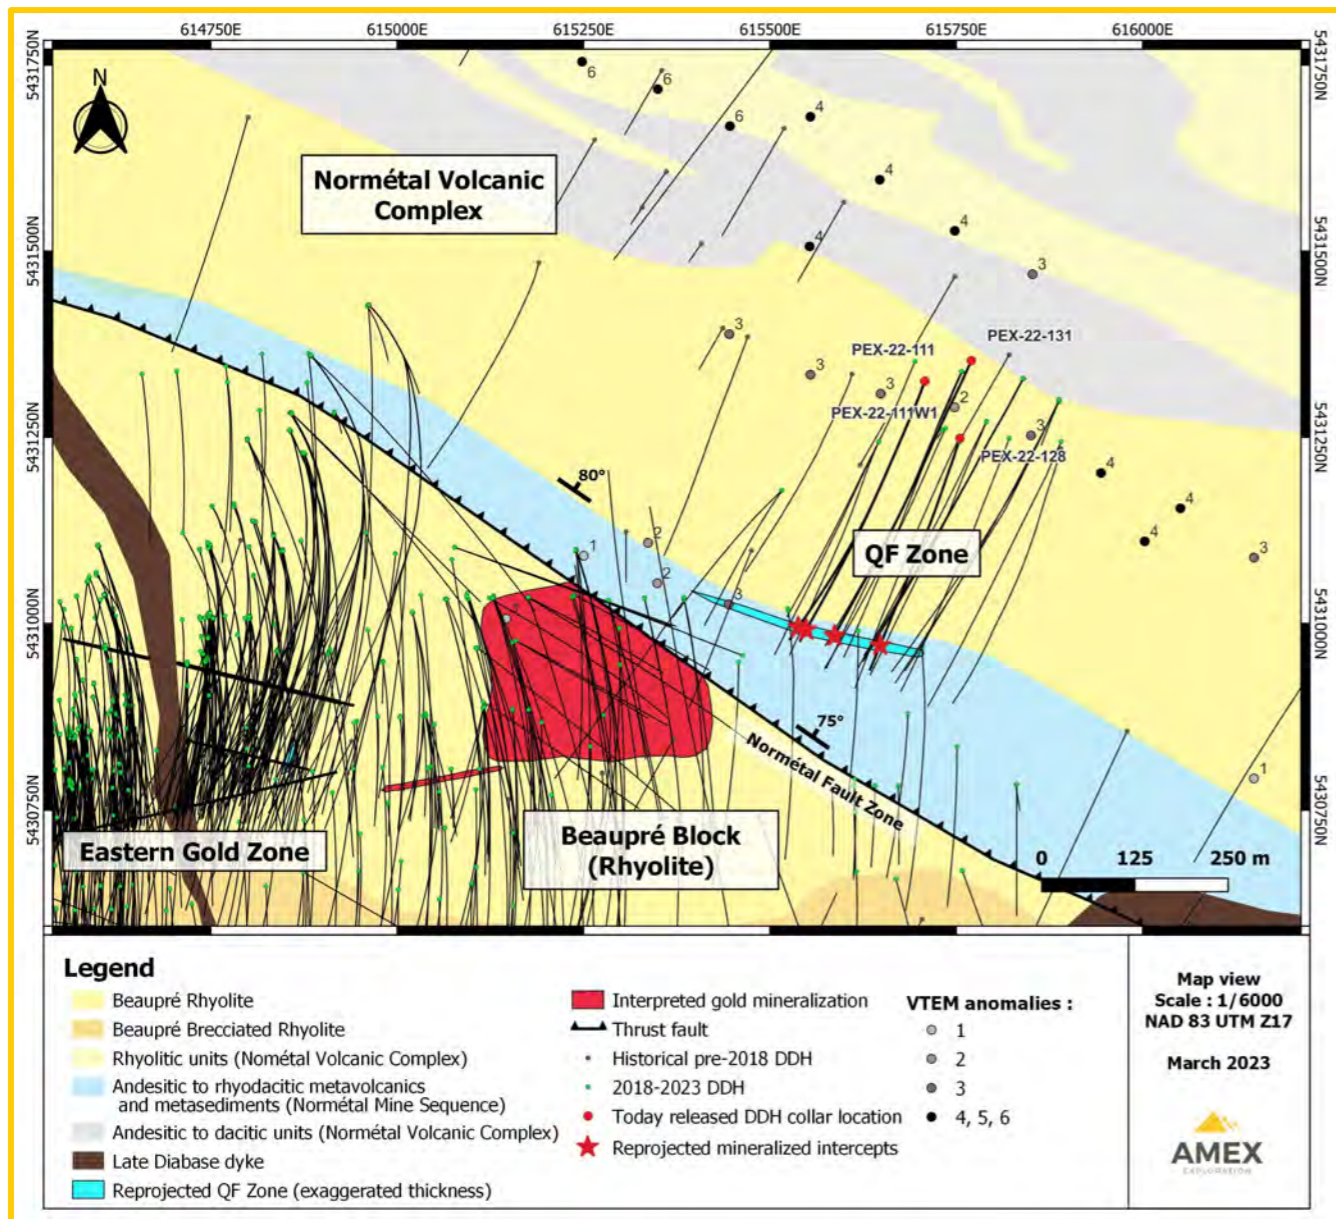 614750E 615000E 615250E 615500E 615750E 616000E
5431750N
5431500N
5431250N
5431000N
5430750N
5431750N
5431500N
5431250N
5431000N
5430750N
N
6
6
6
4
4
4
4
3
Normétal Volcanic
Complex
3
3
3
2
3
4
4
4
3
1
PEX-22-111
PEX-22-131
PEX-22-111W1
PEX-22-128
80°
1
2
2
3
QF Zone
75°
Normétal Fault Zone
Eastern Gold Zone
Beaupré Block
(Rhyolite)
0 125 250 m
Legend
Beaupré Rhyolite
Beaupré Brecciated Rhyolite
Rhyolitic units (Nométal Volcanic Complex)
Andesitic to rhyodacitic metavolcanics
and metasediments (Normétal Mine Sequence)
Andesitic to dacitic units (Normétal Volcanic Complex)
Late Diabase dyke
Reprojected QF Zone (exaggerated thickness)
Interpreted gold mineralization
Thrust fault
Historical pre-2018 DDH
2018-2023 DDH
Today released DDH collar location
Reprojected mineralized intercepts
VTEM anomalies :
1
2
3
4, 5, 6
Map view
Scale : 1/6000
NAD 83 UTM Z17
March 2023
AMEX
EXPLORATION